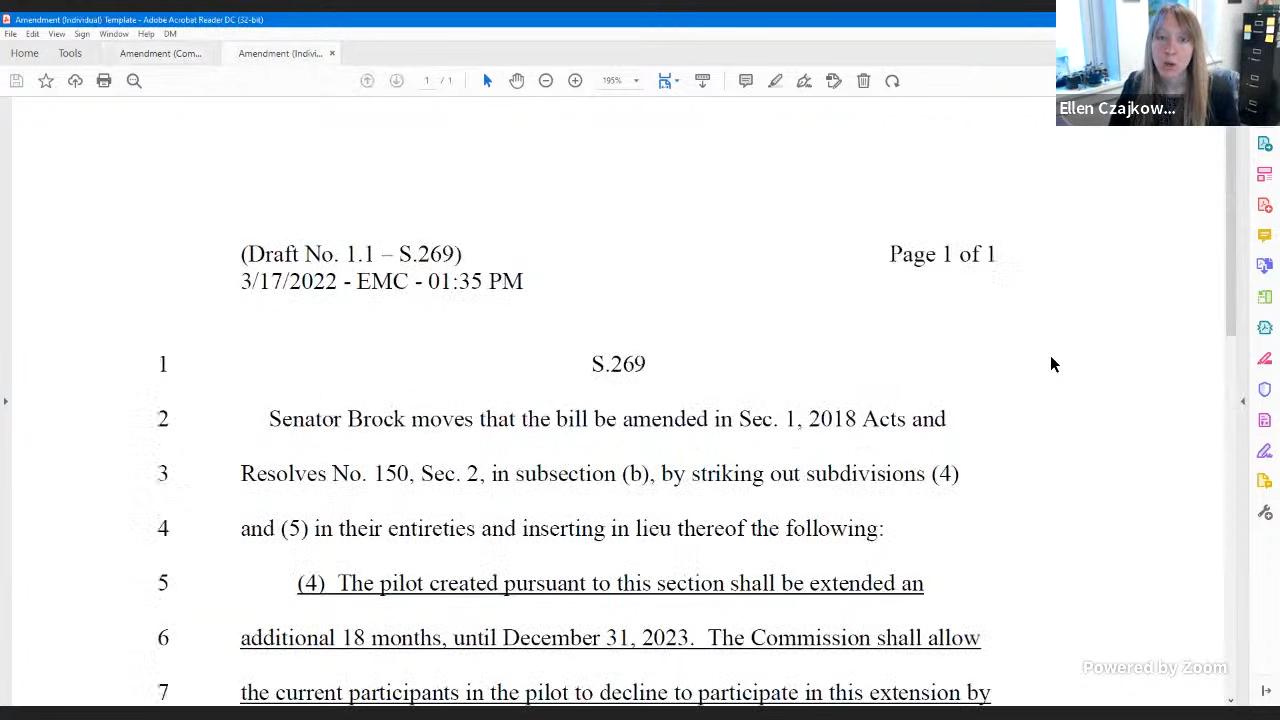 Amendment (Individual) Template - Adobe Acrobat Reader DC (32-bit)
File Edit View Sign Window Help DM
Home Tools Amendment (Com... Amendment (Indivi... ×
1 / 1 195%
Ellen Czajkow...
(Draft No. 1.1 – S.269) Page 1 of 1
3/17/2022 - EMC - 01:35 PM
1 S.269
2 Senator Brock moves that the bill be amended in Sec. 1, 2018 Acts and
3 Resolves No. 150, Sec. 2, in subsection (b), by striking out subdivisions (4)
4 and (5) in their entireties and inserting in lieu thereof the following:
5 (4) The pilot created pursuant to this section shall be extended an
6 additional 18 months, until December 31, 2023. The Commission shall allow
Powered by Zoom
7 the current participants in the pilot to decline to participate in this extension by